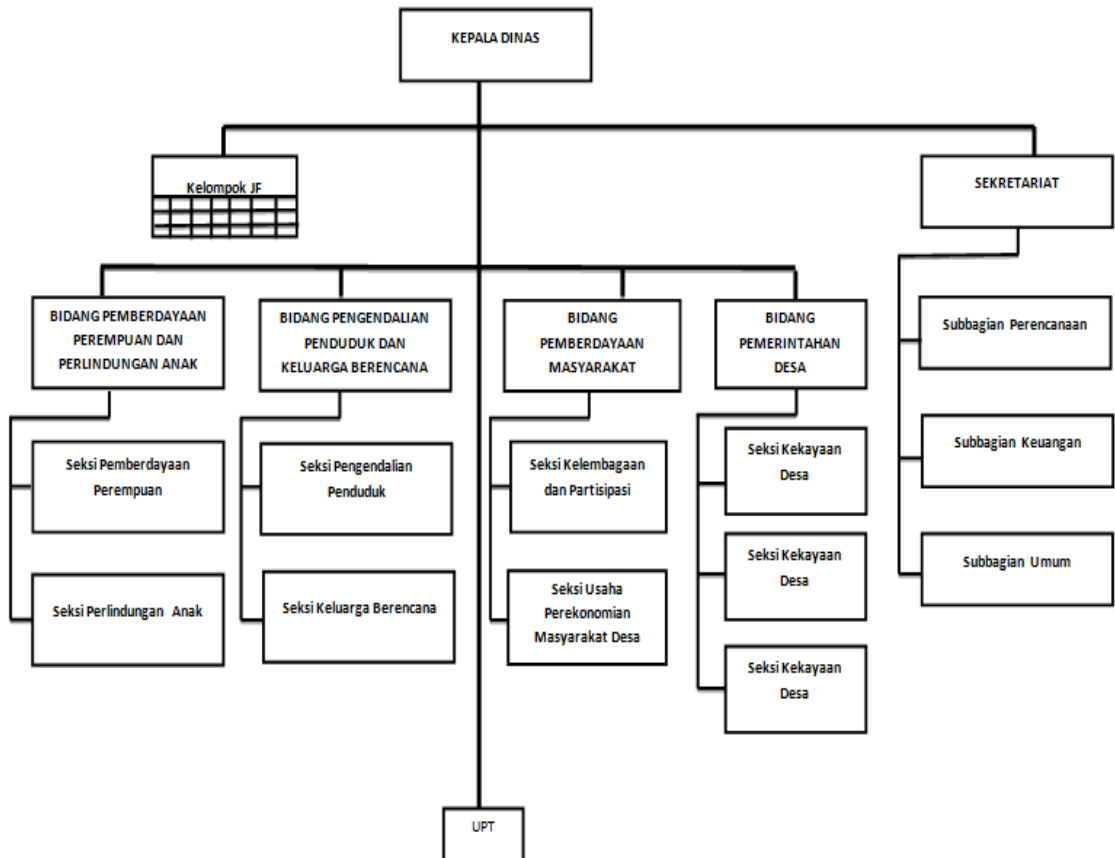 KEPALA DINAS
Kelompok JF
SEKRETARIAT
BIDANG PEMBERDAYAAN
PEREMPUAN DAN
PERLINDUNGAN ANAK
BIDANG PENGENDALIAN
PENDUDUK DAN
KELUARGA BERENCANA
BIDANG
PEMBERDAYAAN
MASYARAKAT
BIDANG
PEMERINTAHAN
DESA
Subbagian Perencanaan
Seksi Pemberdayaan
Perempuan
Seksi Pengendalian
Penduduk
Seksi Kelembagaan
dan Partisipasi
Seksi Kekayaan
Desa
Subbagian Keuangan
Seksi Perlindungan Anak
Seksi Keluarga Berencana
Seksi Usaha
Perekonomian
Masyarakat Desa
Seksi Kekayaan
Desa
Subbagian Umum
Seksi Kekayaan
Desa
UPT